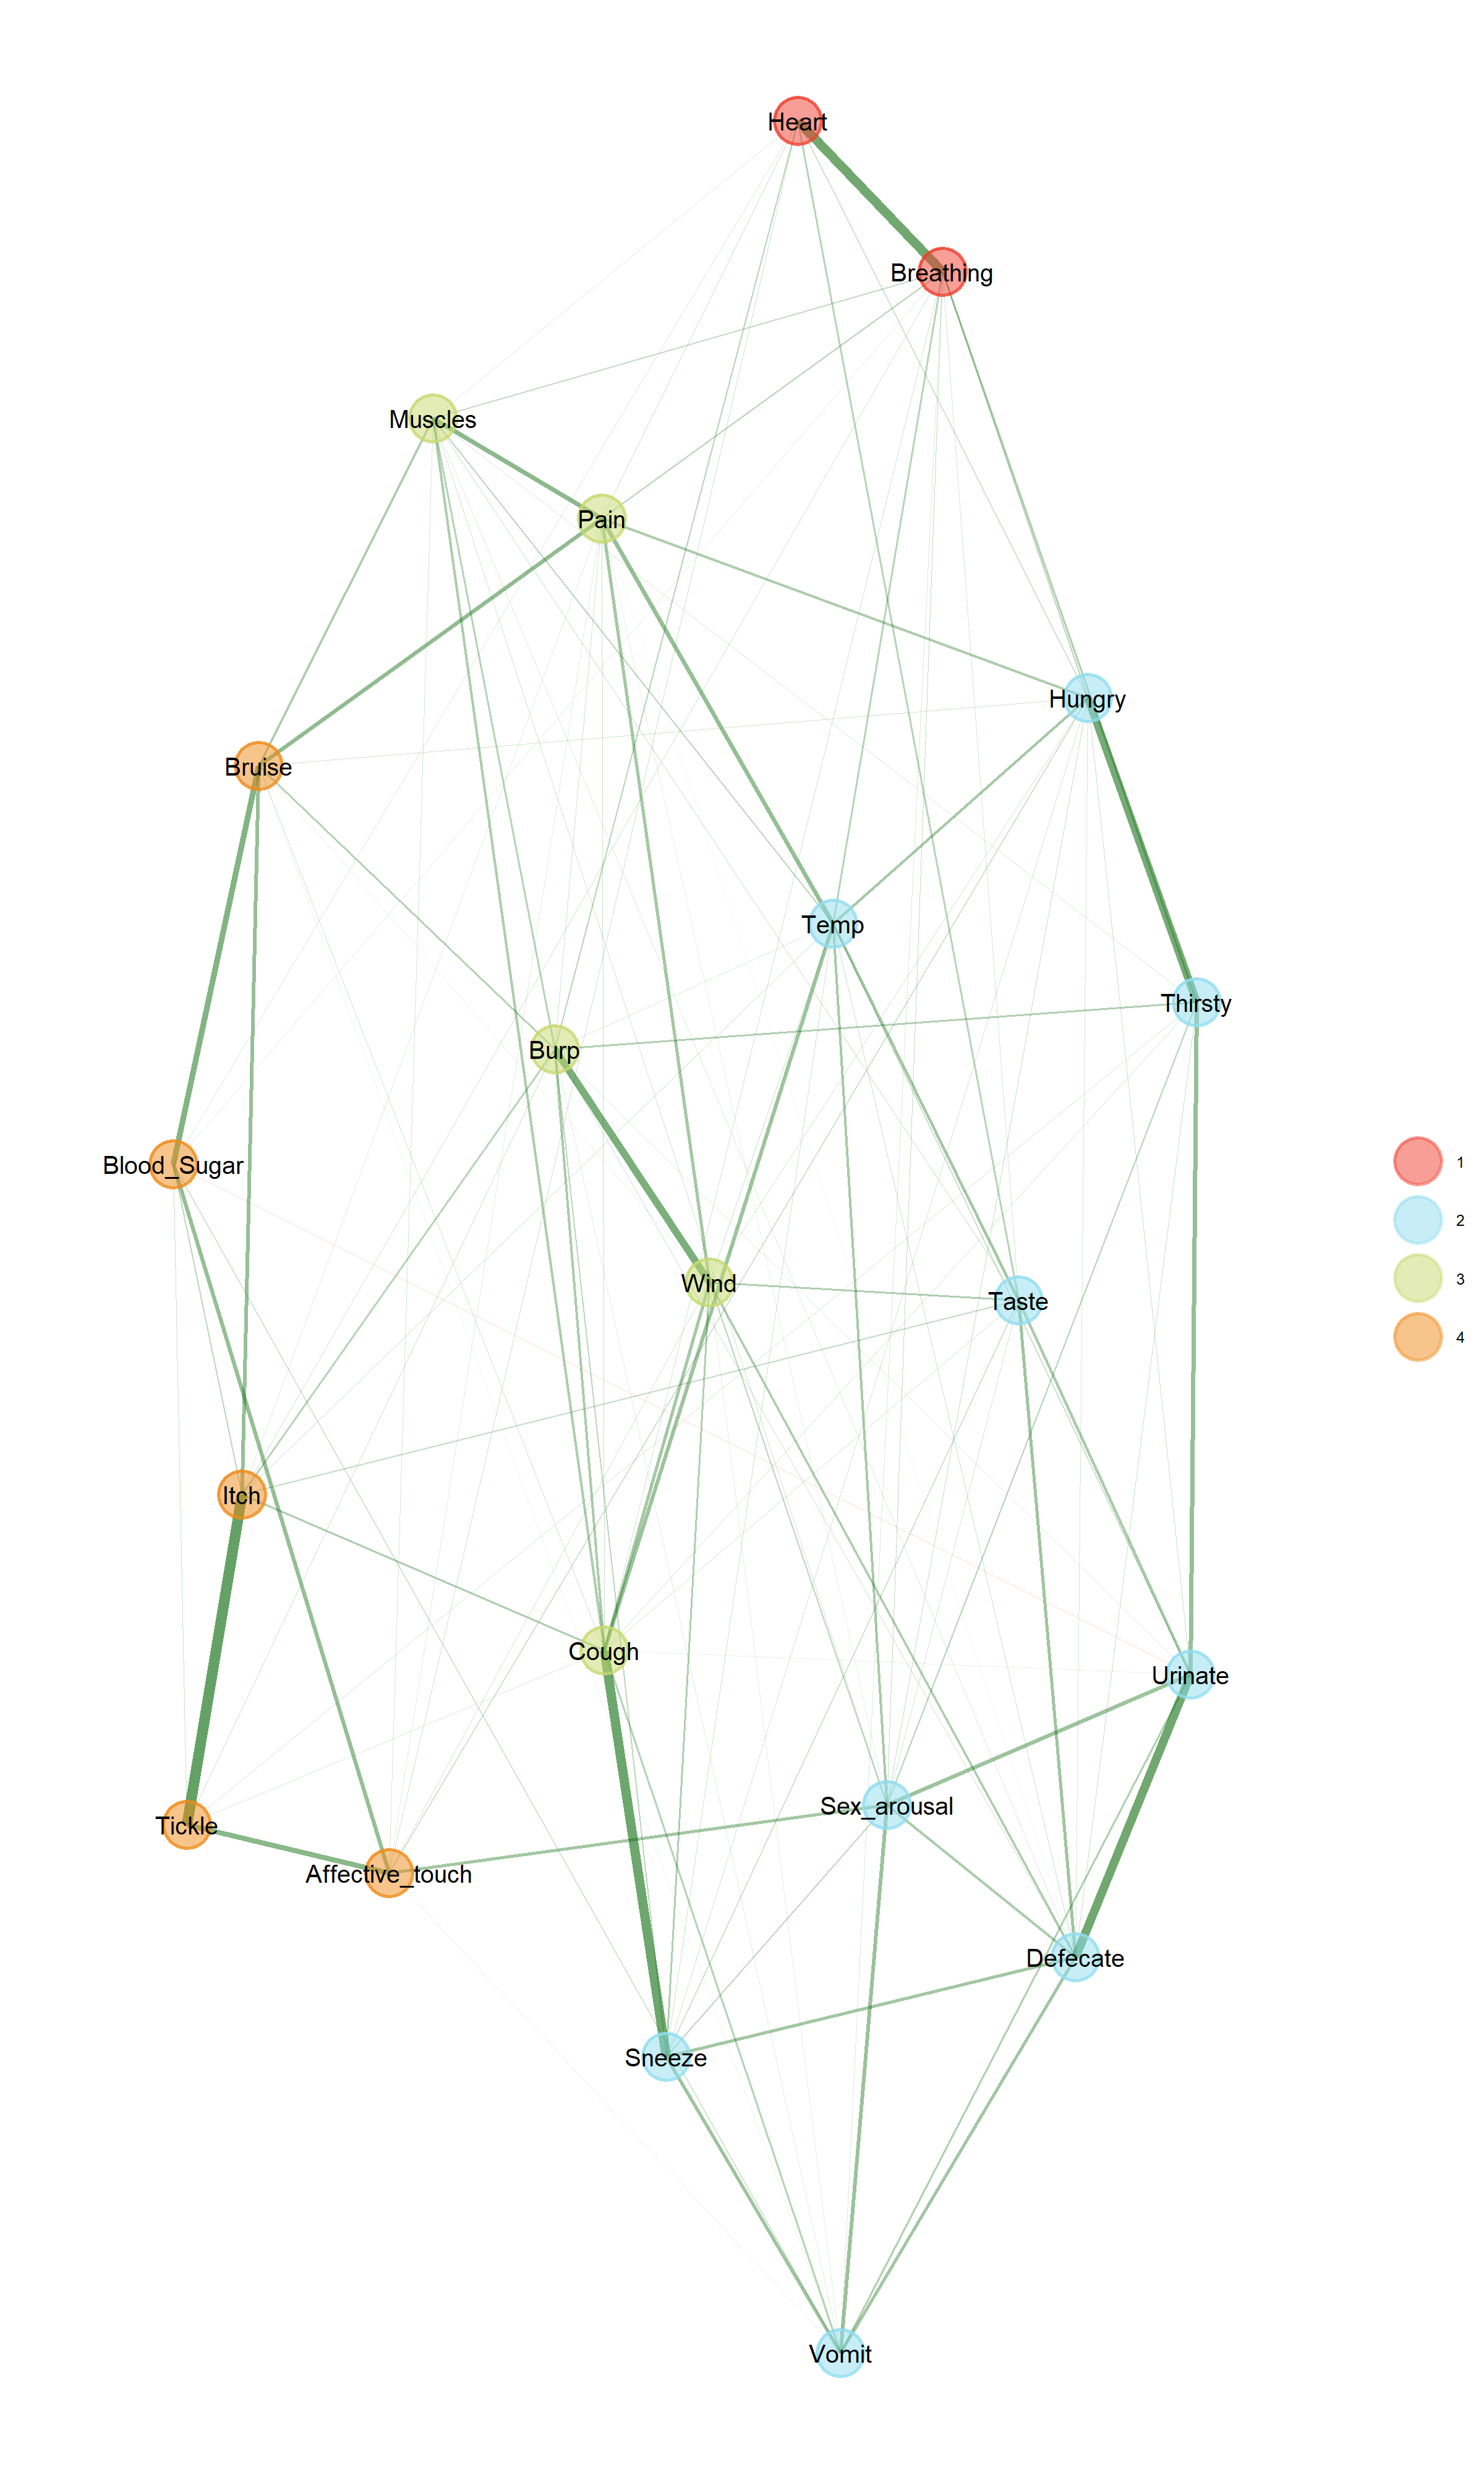 Heart
Breathing
Muscles
Pain
Hungry
Bruise
Temp
Thirsty
Burp
Blood_Sugar
1
2
3
4
Wind
Taste
Itch
Cough
Urinate
Sex_arousal
Tickle
Affective_touch
Defecate
Sneeze
Vomit